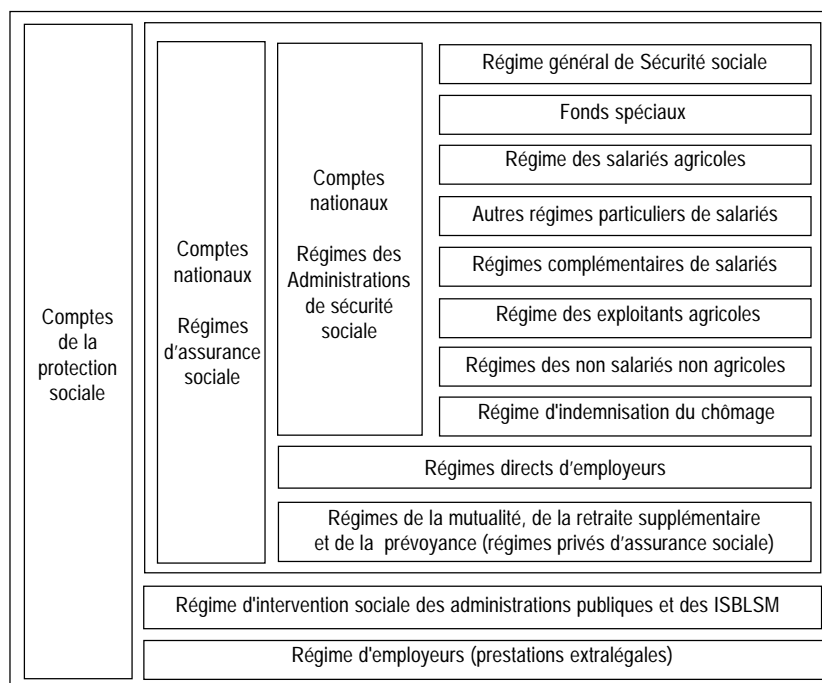 Comptes
de la
protection
sociale
Comptes
nationaux
Régimes
d'assurance
sociale
Comptes
nationaux
Régimes des
Administrations
de sécurité
sociale
Régime général de Sécurité sociale
Fonds spéciaux
Régime des salariés agricoles
Autres régimes particuliers de salariés
Régimes complémentaires de salariés
Régime des exploitants agricoles
Régimes des non salariés non agricoles
Régime d'indemnisation du chômage
Régimes directs d'employeurs
Régimes de la mutualité, de la retraite supplémentaire
et de la prévoyance (régimes privés d'assurance sociale)
Régime d'intervention sociale des administrations publiques et des ISBLSM
Régime d'employeurs (prestations extralégales)